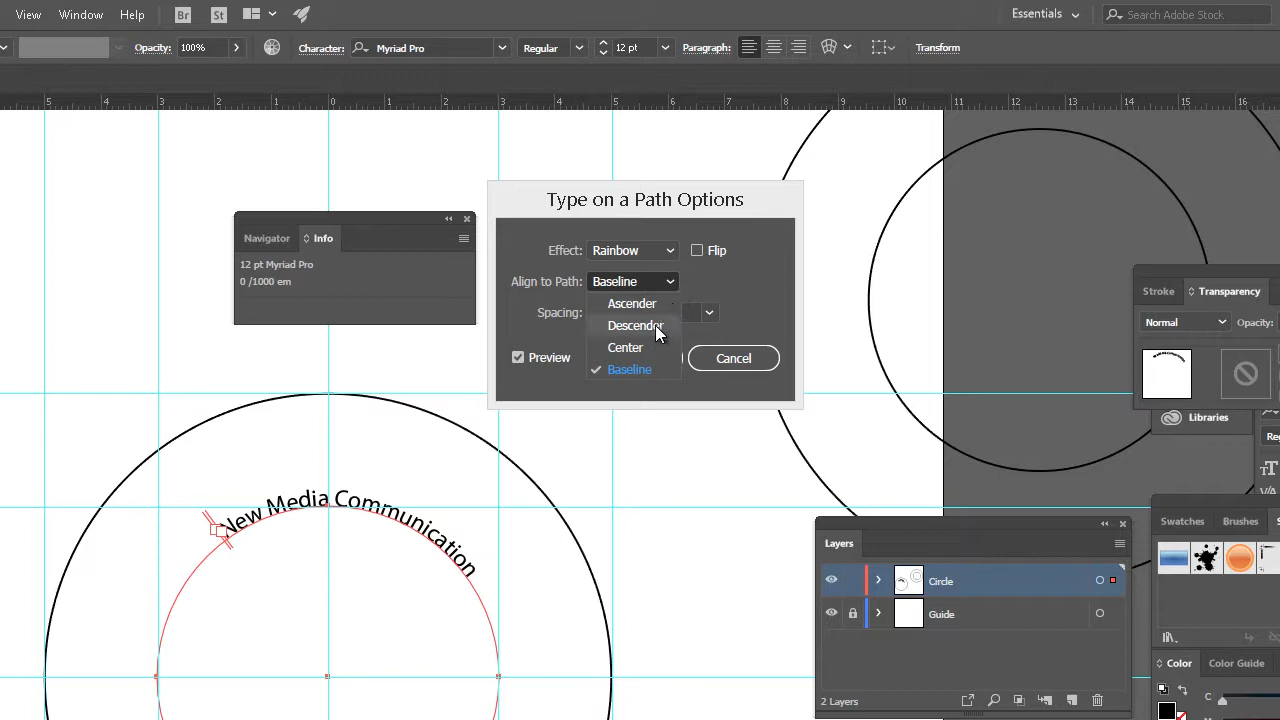 View Window Help Br St Essentials Search Adobe Stock
Opacity: 100% Character: Myriad Pro Regular 12 pt Paragraph: Transform
5 4 3 2 1 0 1 2 3 4 5 6 7 8 9 10 11 12 13 14 15 16
Type on a Path Options
Effect: Rainbow Flip
Align to Path: Baseline
Ascender
Spacing:
Descender
Center
Preview
Cancel
Baseline
Navigator Info
12 pt Myriad Pro
0 /1000 em
New Media Communication
Stroke Transparency
Normal Opacity:
Libraries
Layers
Circle
Guide
2 Layers
Swatches Brushes
Color Color Guide
C